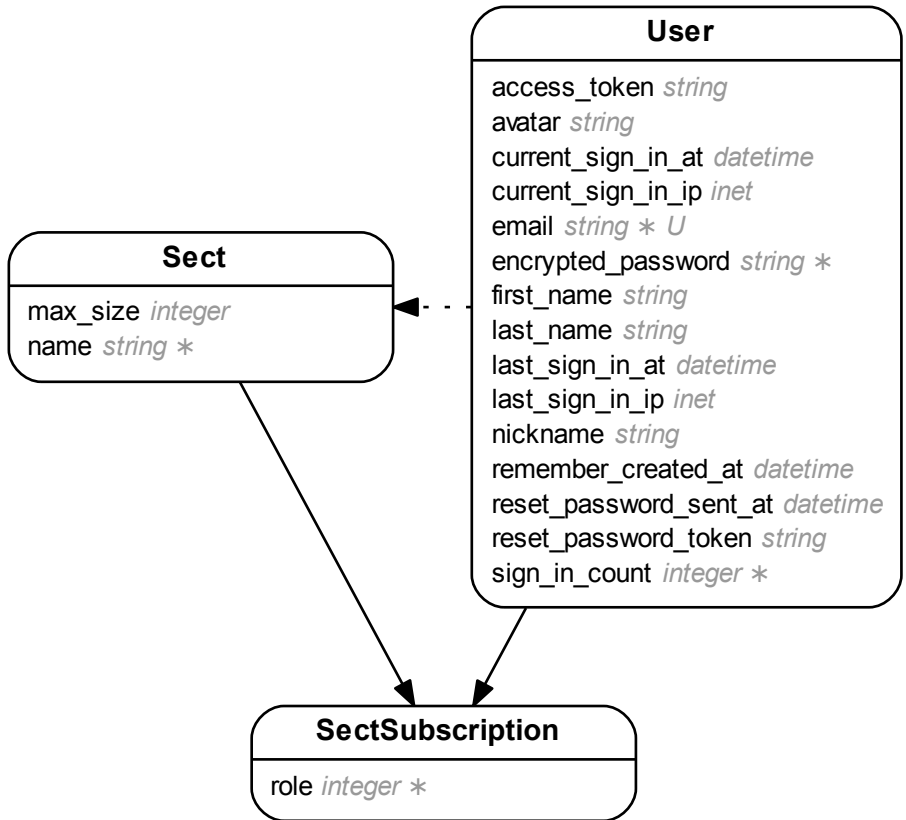 User
access_token string
avatar string
current_sign_in_at datetime
current_sign_in_ip inet
email string ∗ U
encrypted_password string ∗
first_name string
last_name string
last_sign_in_at datetime
last_sign_in_ip inet
nickname string
remember_created_at datetime
reset_password_sent_at datetime
reset_password_token string
sign_in_count integer ∗
Sect
max_size integer
name string ∗
SectSubscription
role integer ∗